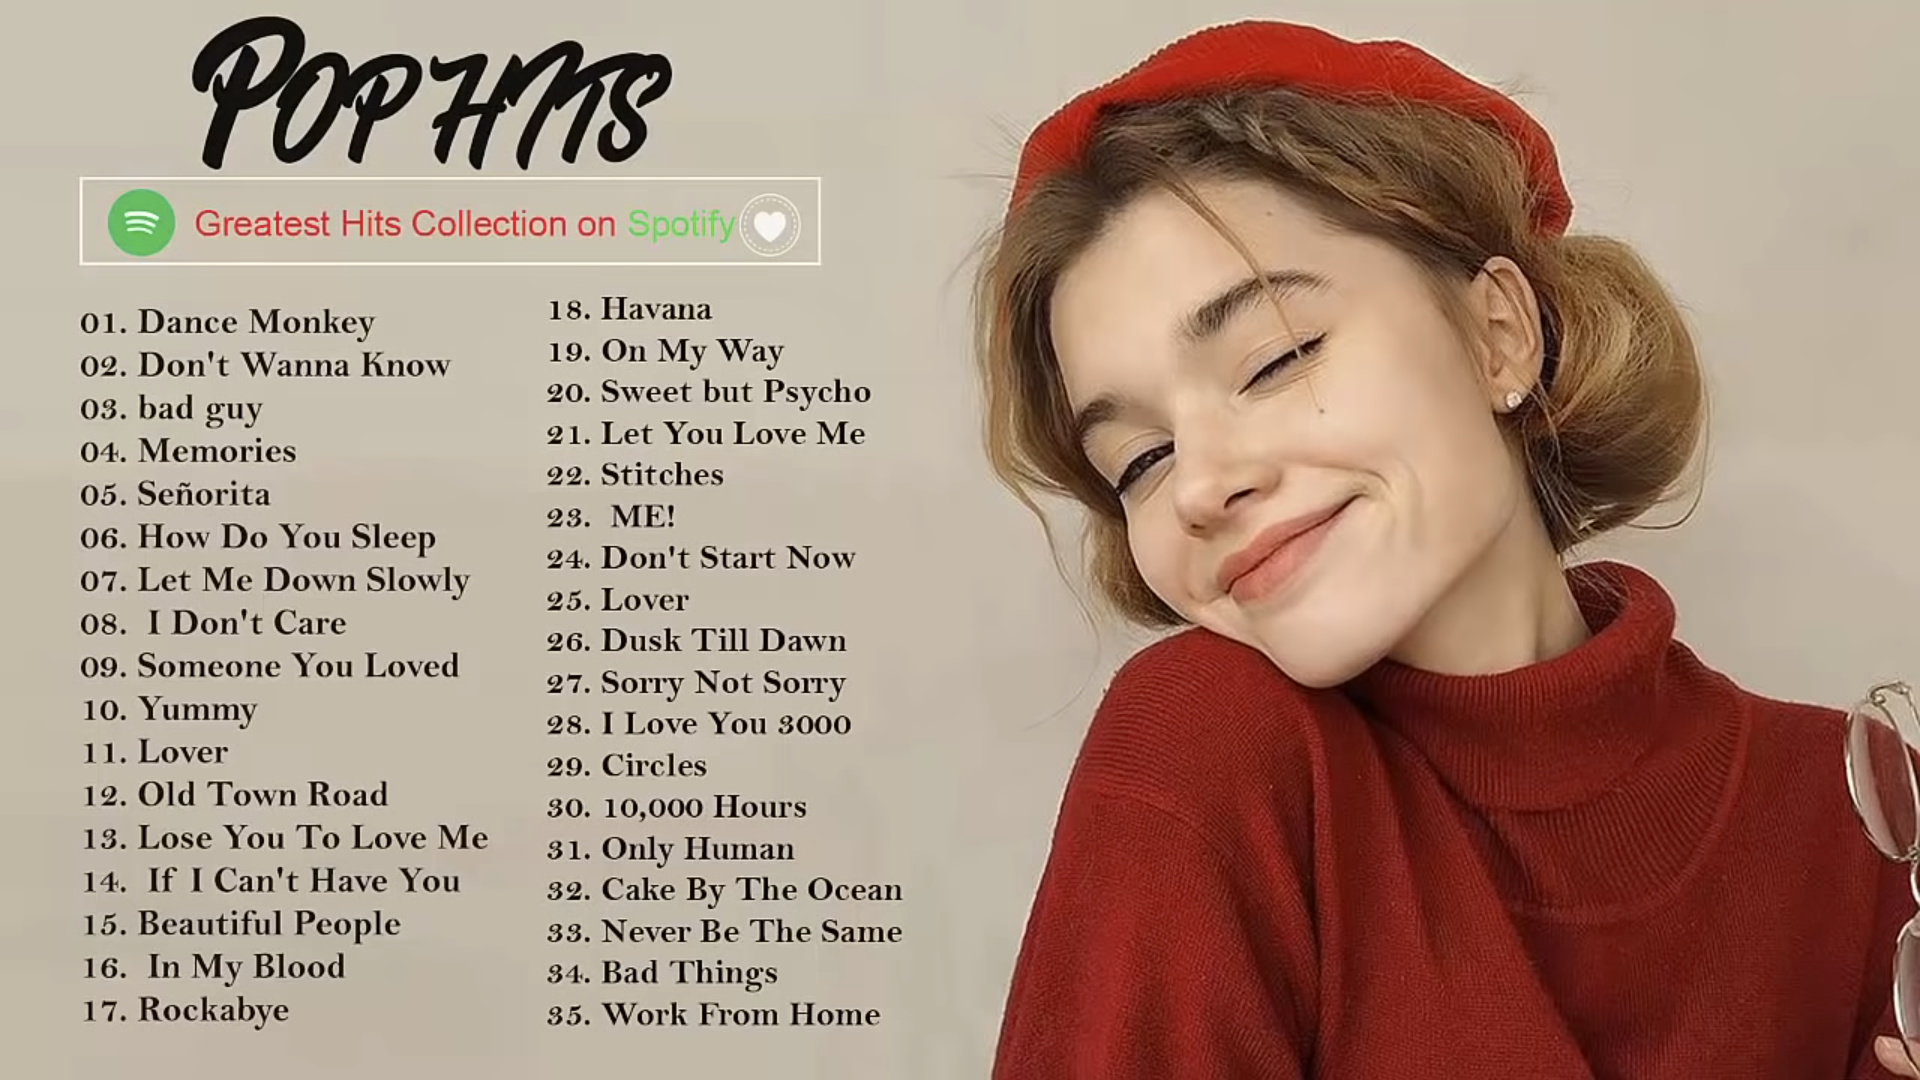 POP HITS
Greatest Hits Collection on Spotify
01. Dance Monkey
02. Don't Wanna Know
03. bad guy
04. Memories
05. Señorita
06. How Do You Sleep
07. Let Me Down Slowly
08. I Don't Care
09. Someone You Loved
10. Yummy
11. Lover
12. Old Town Road
13. Lose You To Love Me
14. If I Can't Have You
15. Beautiful People
16. In My Blood
17. Rockabye
18. Havana
19. On My Way
20. Sweet but Psycho
21. Let You Love Me
22. Stitches
23. ME!
24. Don't Start Now
25. Lover
26. Dusk Till Dawn
27. Sorry Not Sorry
28. I Love You 3000
29. Circles
30. 10,000 Hours
31. Only Human
32. Cake By The Ocean
33. Never Be The Same
34. Bad Things
35. Work From Home